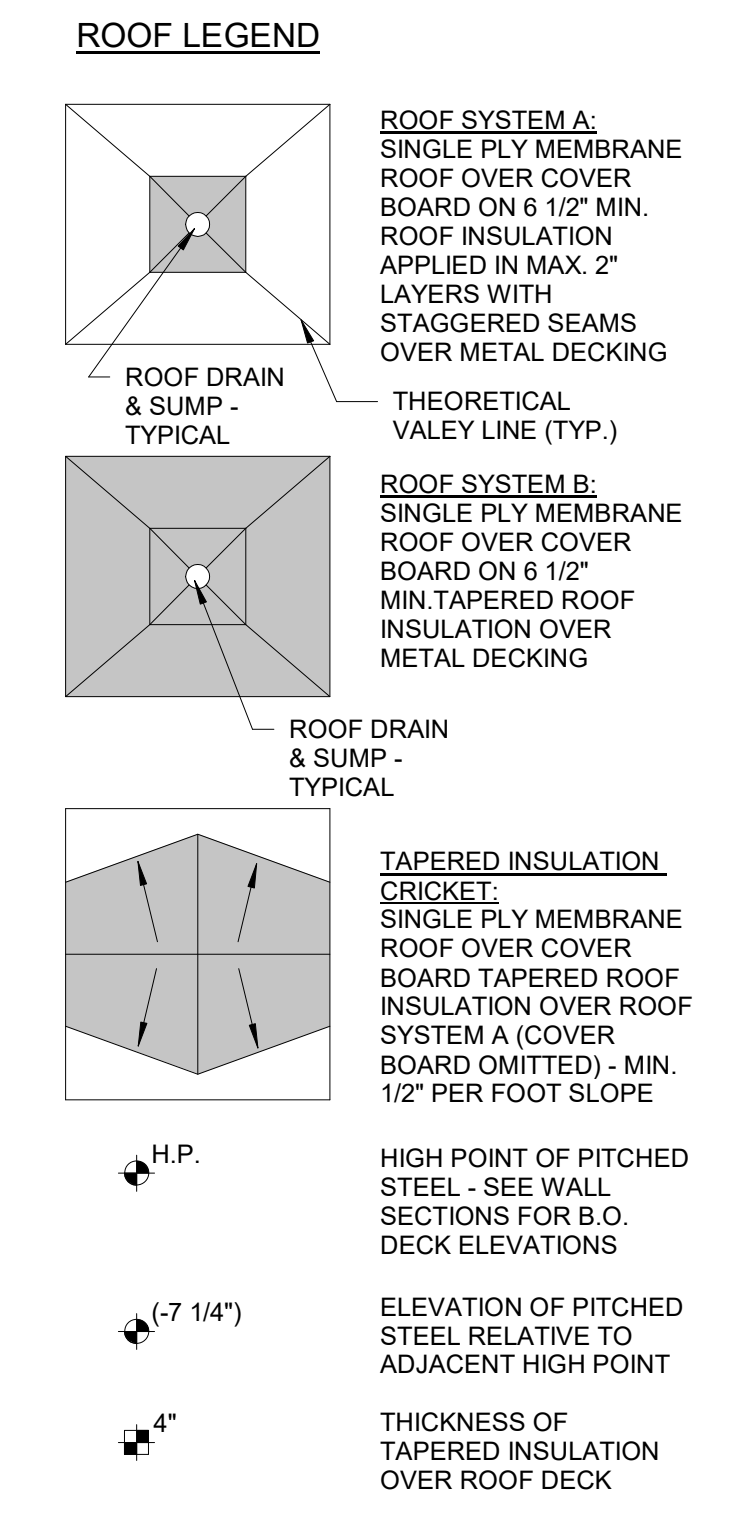 ROOF LEGEND
ROOF SYSTEM A:
SINGLE PLY MEMBRANE
ROOF OVER COVER
BOARD ON 6 1/2" MIN.
ROOF INSULATION
APPLIED IN MAX. 2"
LAYERS WITH
STAGGERED SEAMS
OVER METAL DECKING
ROOF DRAIN
& SUMP -
TYPICAL
THEORETICAL
VALEY LINE (TYP.)
ROOF SYSTEM B:
SINGLE PLY MEMBRANE
ROOF OVER COVER
BOARD ON 6 1/2"
MIN.TAPERED ROOF
INSULATION OVER
METAL DECKING
ROOF DRAIN
& SUMP -
TYPICAL
TAPERED INSULATION
CRICKET:
SINGLE PLY MEMBRANE
ROOF OVER COVER
BOARD TAPERED ROOF
INSULATION OVER ROOF
SYSTEM A (COVER
BOARD OMITTED) - MIN.
1/2" PER FOOT SLOPE
H.P.
HIGH POINT OF PITCHED
STEEL - SEE WALL
SECTIONS FOR B.O.
DECK ELEVATIONS
(-7 1/4")
ELEVATION OF PITCHED
STEEL RELATIVE TO
ADJACENT HIGH POINT
4"
THICKNESS OF
TAPERED INSULATION
OVER ROOF DECK